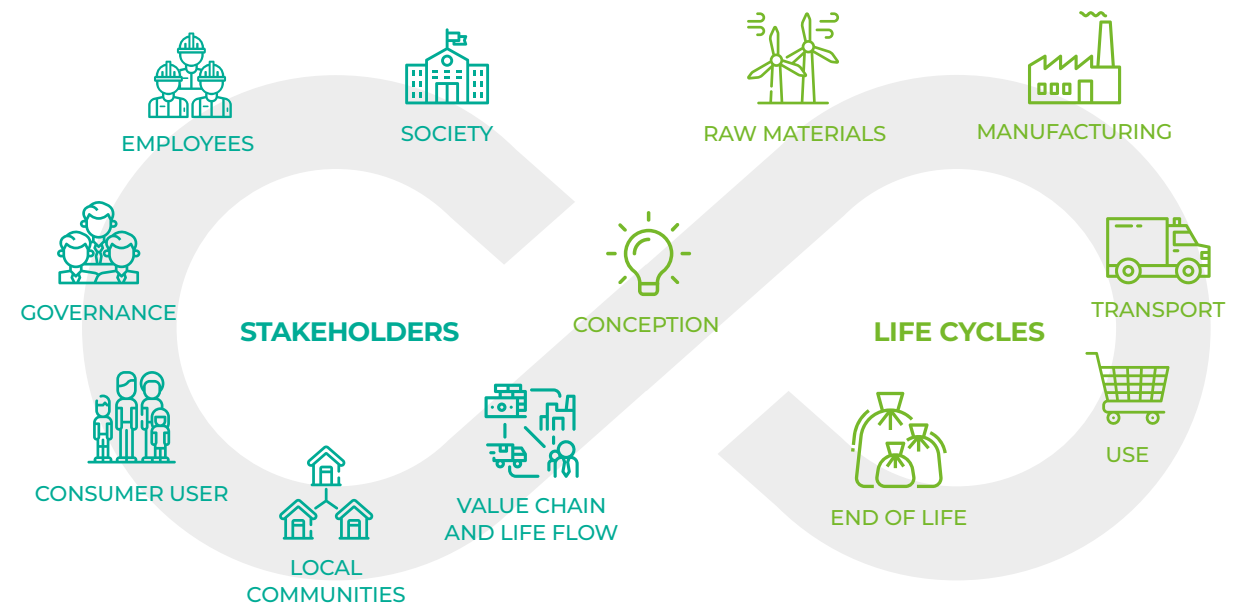 EMPLOYEES
SOCIETY
RAW MATERIALS
MANUFACTURING
GOVERNANCE
STAKEHOLDERS
CONCEPTION
LIFE CYCLES
TRANSPORT
CONSUMER USER
LOCAL
COMMUNITIES
VALUE CHAIN
AND LIFE FLOW
END OF LIFE
USE